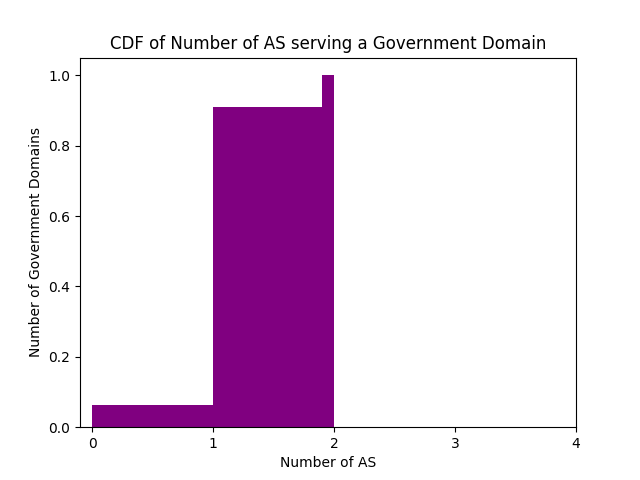 CDF of Number of AS serving a Government Domain
Number of Government Domains
1.0
0.8
0.6
0.4
0.2
0.0
0 1 2 3 4
Number of AS